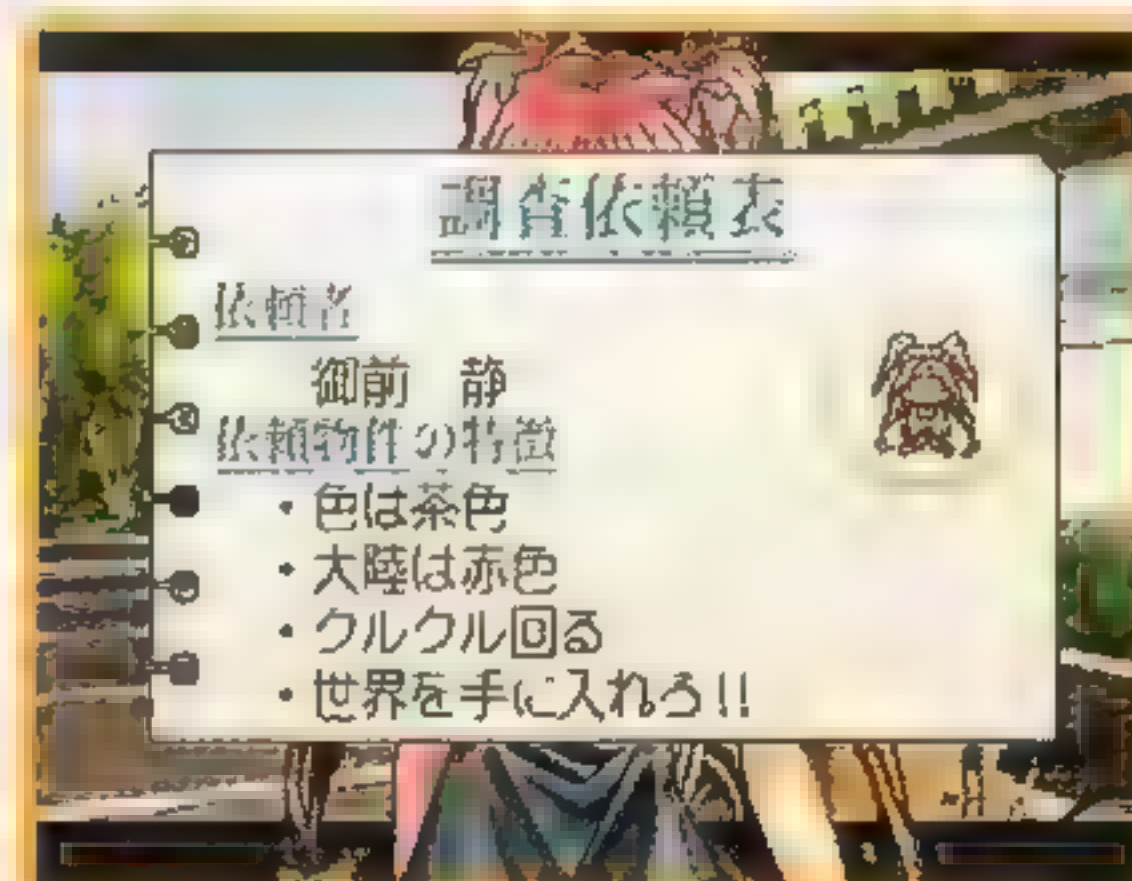 調査依頼表
依頼者
御前 静
依頼物件の特徴
・色は茶色
・大陸は赤色
・クルクル回る
・世界を手に入れろ!!